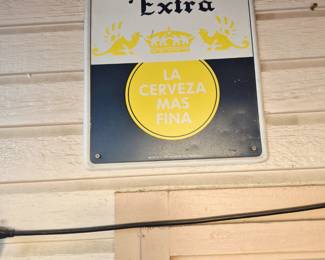 Extra
LA
CERVEZA
MAS
FINA